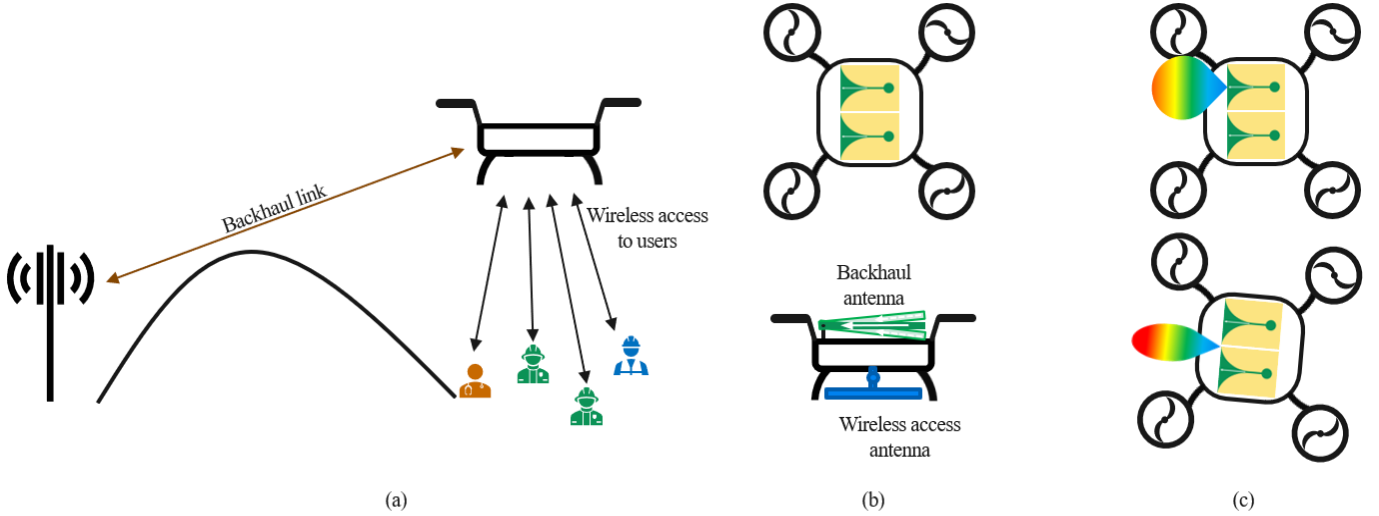 Backhaul link
Wireless access
to users
(a)
Backhaul
antenna
Wireless access
antenna
(b)
(c)